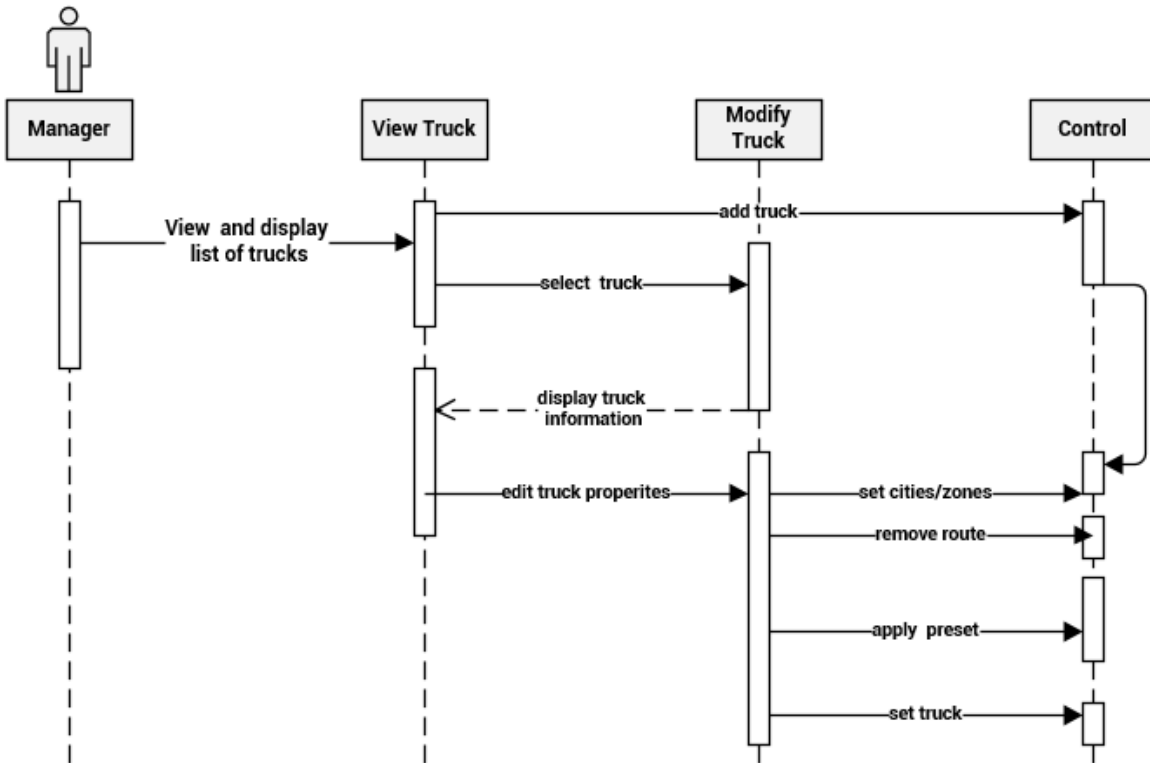 Manager
View Truck
Modify
Truck
Control
add truck
View and display
list of trucks
select truck
display truck
information
edit truck properites
set cities/zones
remove route
apply preset
set truck